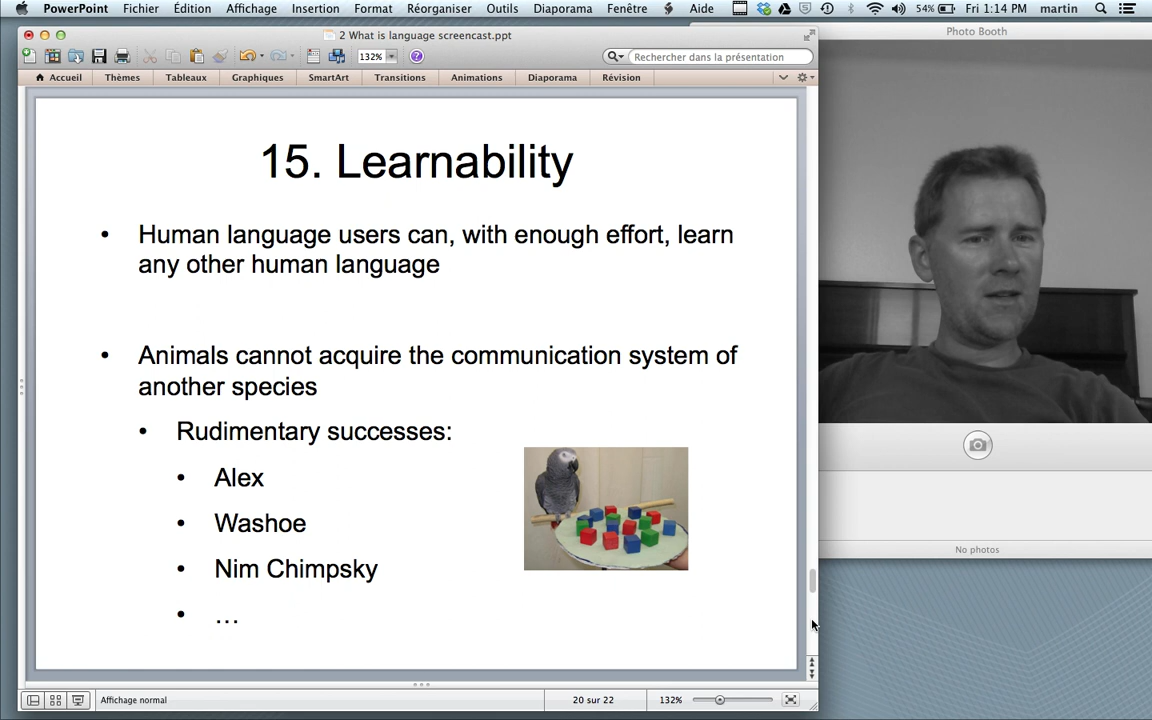 PowerPoint Fichier Édition Affichage Insertion Format Réorganiser Outils Diaporama Fenêtre Aide 54% Fri 1:14 PM martin
2 What is language screencast.ppt
Photo Booth
132% Rechercher dans la présentation
Accueil Thèmes Tableaux Graphiques SmartArt Transitions Animations Diaporama Révision
15. Learnability
• Human language users can, with enough effort, learn
any other human language
• Animals cannot acquire the communication system of
another species
• Rudimentary successes:
• Alex
• Washoe
• Nim Chimpsky
• …
No photos
Affichage normal 20 sur 22 132%